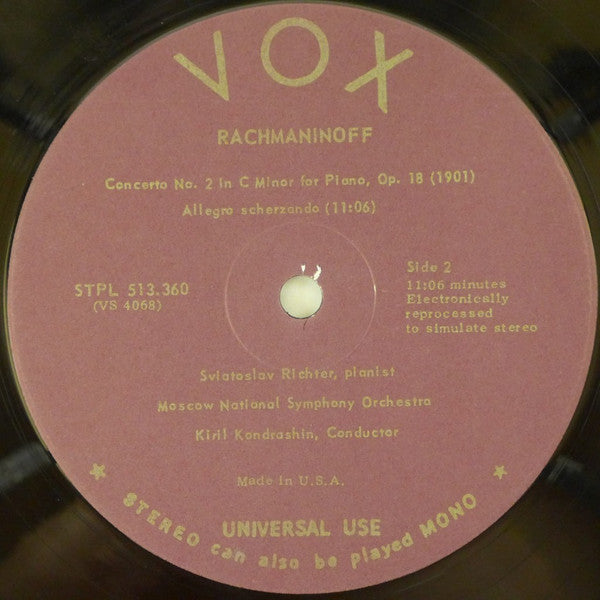 VOX
RACHMANINOFF
Concerto No. 2 in C Minor for Piano, Op. 18 (1901)
Allegro scherzando (11:06)
STPL 513.360
(VS 4068)
Side 2
11:06 minutes
Electronically
reprocessed
to simulate stereo
Sviatoslav Richter, pianist
Moscow National Symphony Orchestra
Kiril Kondrashin, Conductor
Made in U.S.A.
UNIVERSAL USE
★ STEREO can also be played MONO ★